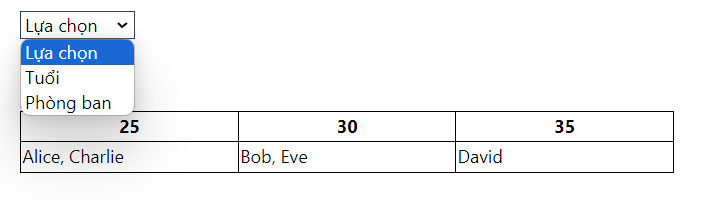 Lựa chọn
Lựa chọn
Tuổi
Phòng ban
25 30 35
Alice, Charlie Bob, Eve David